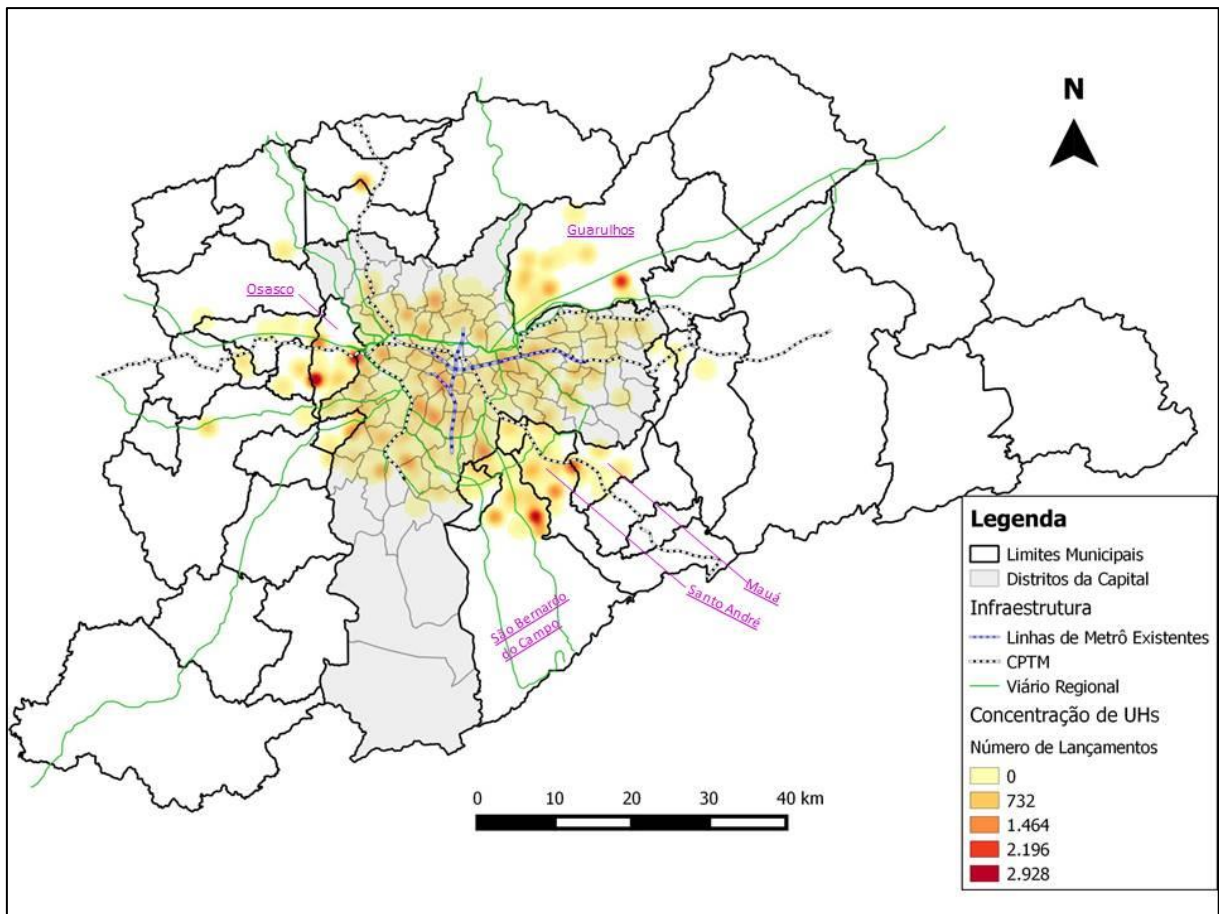 N
Guarulhos
Osasco
Mauá
Santo André
São Bernardo
do Campo
0 10 20 30 40 km
Legenda
Limites Municipais
Distritos da Capital
Infraestrutura
Linhas de Metrô Existentes
CPTM
Viário Regional
Concentração de UHs
Número de Lançamentos
0
732
1.464
2.196
2.928